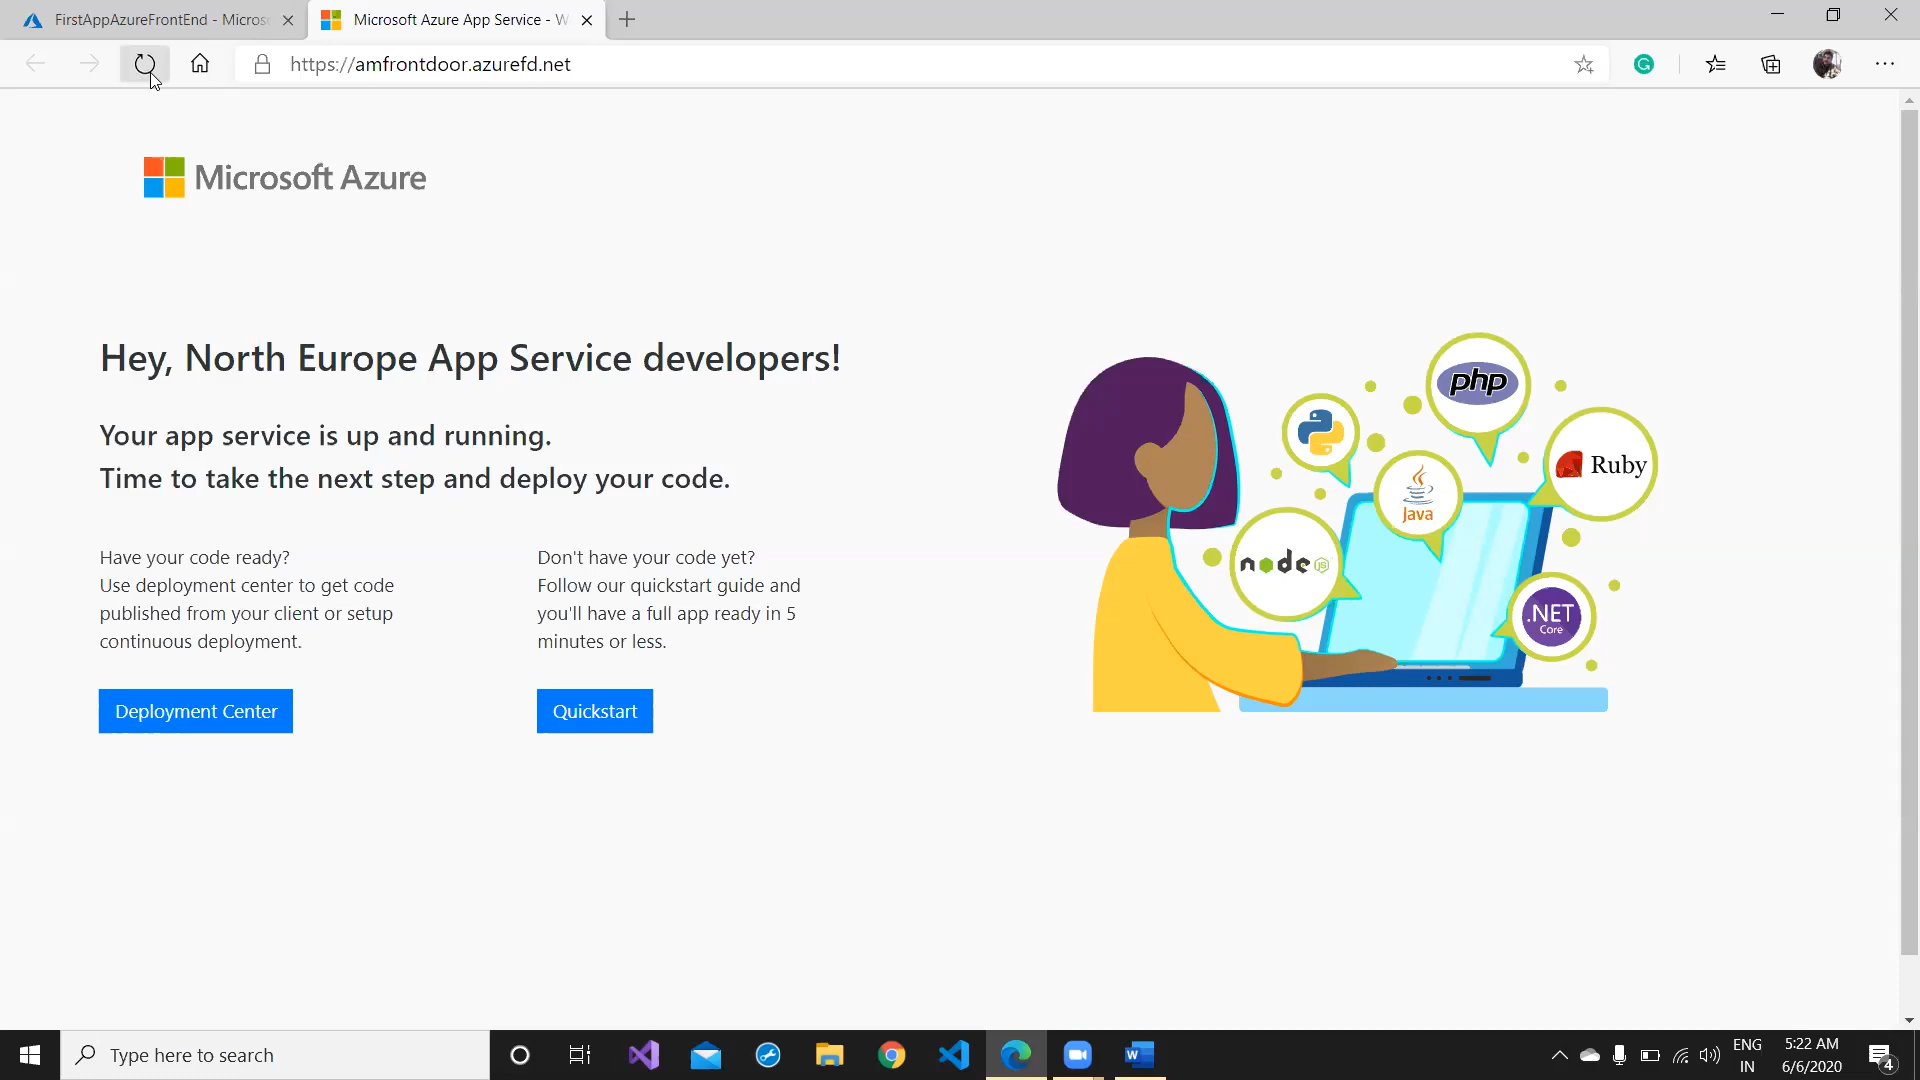 FirstAppAzureFrontEnd - Micros
Microsoft Azure App Service - W
https://amfrontdoor.azurefd.net
Microsoft Azure
Hey, North Europe App Service developers!
Your app service is up and running.
Time to take the next step and deploy your code.
Have your code ready?
Use deployment center to get code
published from your client or setup
continuous deployment.
Deployment Center
Don't have your code yet?
Follow our quickstart guide and
you'll have a full app ready in 5
minutes or less.
Quickstart
php
Ruby
Java
node JS
.NET
Core
Type here to search
ENG
IN
5:22 AM
6/6/2020
4